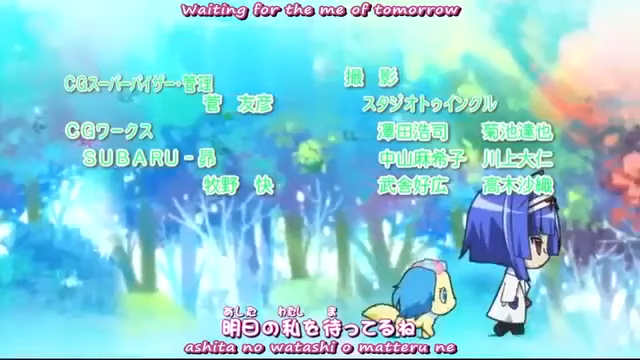 Waiting for the me of tomorrow
CGスーパーバイザー・管理
菅 友彦
CGワークス
SUBARU-昴
牧野 快
撮 影
スタジオトゥインクル
澤田浩司 菊池達也
中山麻希子 川上大仁
武舎好広 高木沙織
あした わたし ま
明日の私を待ってるね
ashita no watashi o matteru ne